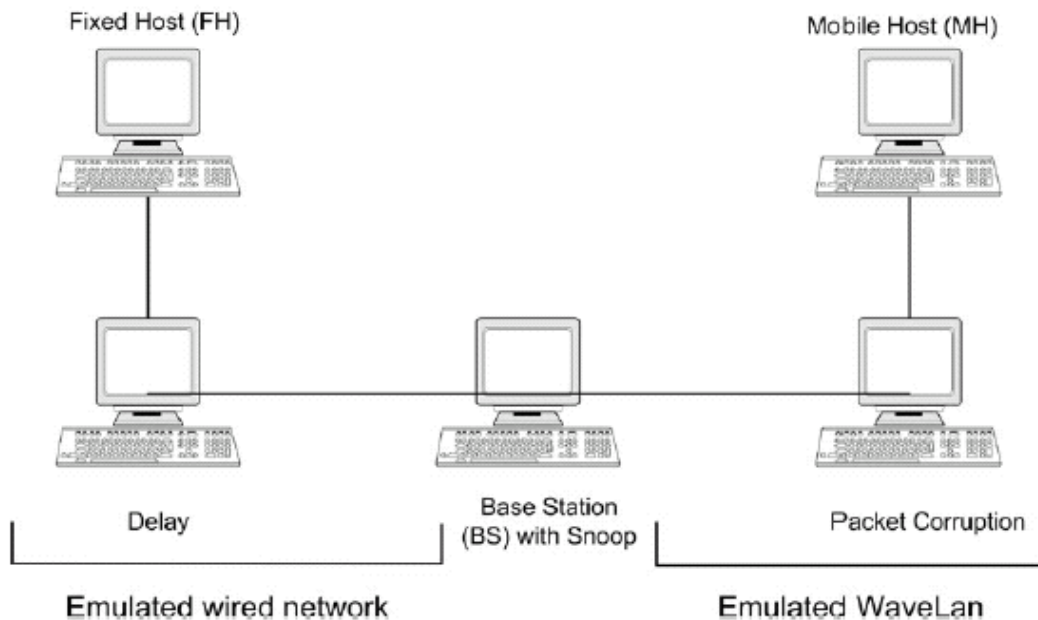 Fixed Host (FH)
Mobile Host (MH)
Delay
Base Station
(BS) with Snoop
Packet Corruption
Emulated wired network
Emulated WaveLan